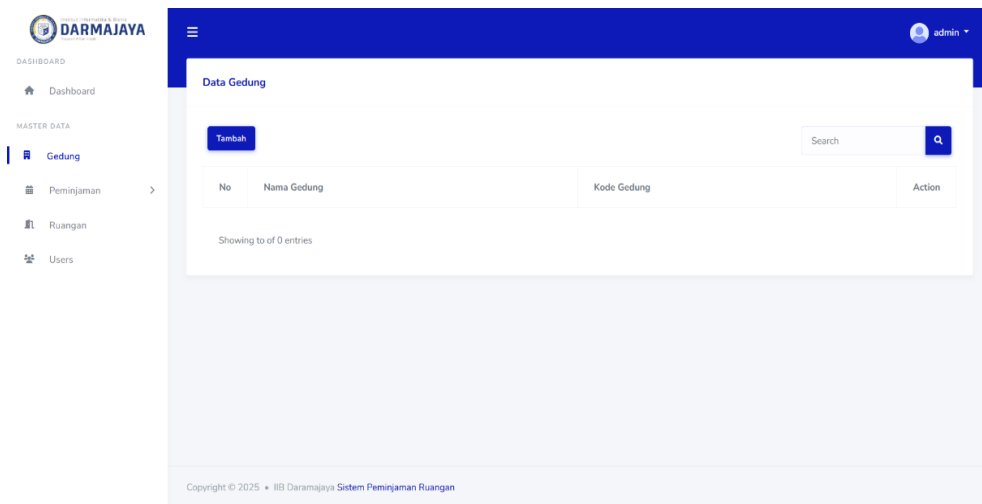 DARMAJAYA
admin
DASHBOARD
Dashboard
MASTER DATA
Gedung
Peminjaman
Ruangan
Users
Data Gedung
Tambah
Search
No Nama Gedung Kode Gedung Action
Showing to of 0 entries
Copyright © 2025 • IIB Daramajaya Sistem Peminjaman Ruangan